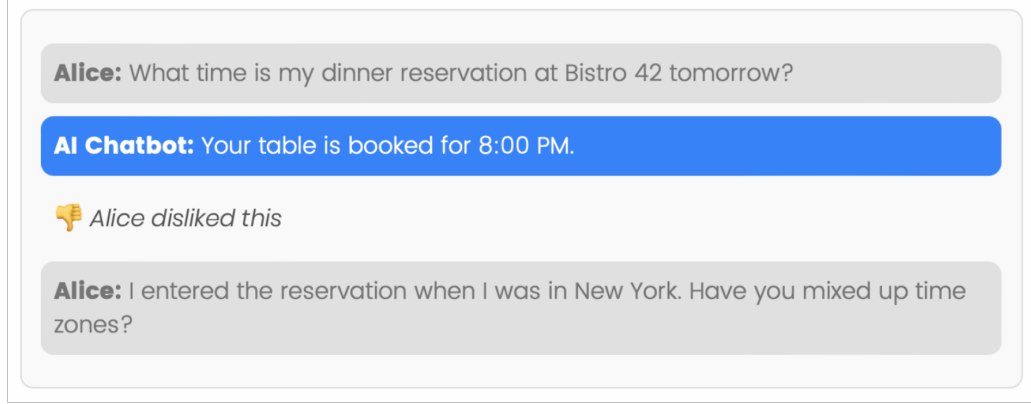 Alice: What time is my dinner reservation at Bistro 42 tomorrow?
AI Chatbot: Your table is booked for 8:00 PM.
👎 Alice disliked this
Alice: I entered the reservation when I was in New York. Have you mixed up time
zones?